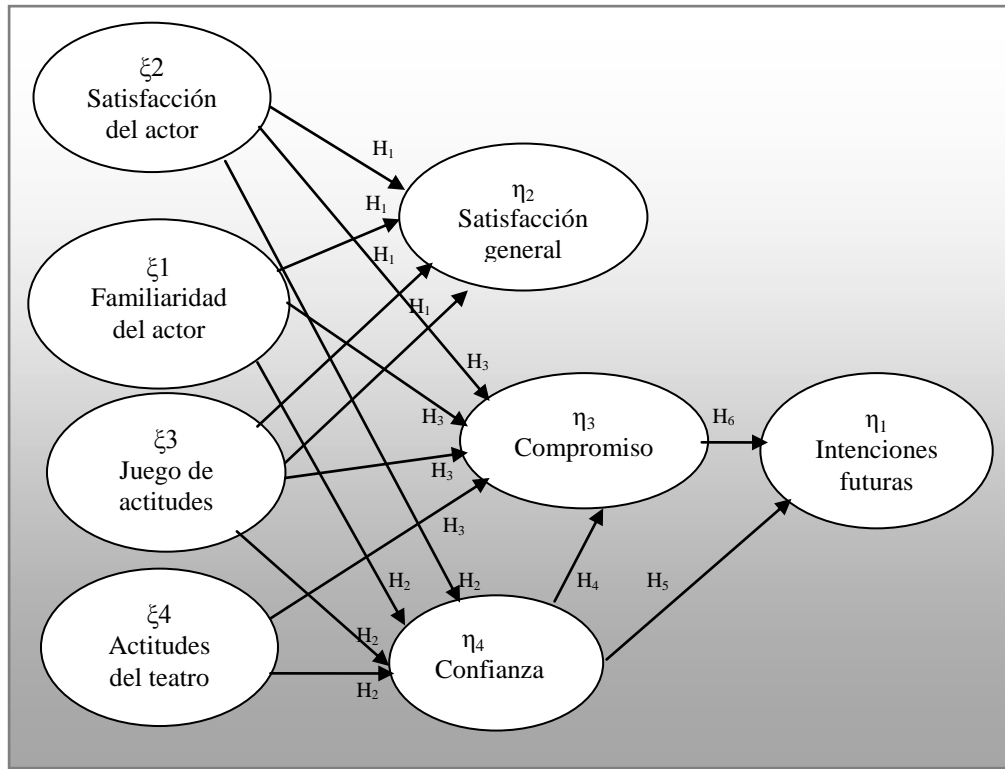 ξ2
Satisfacción
del actor
H₁
η₂
Satisfacción
general
H₁
H₁
H₁
ξ1
Familiaridad
del actor
H₃
H₃
H₃
H₃
η₃
Compromiso
H₆
η₁
Intenciones
futuras
ξ3
Juego de
actitudes
H₂
H₂
H₂
H₂
H₄
H₅
ξ4
Actitudes
del teatro
η₄
Confianza